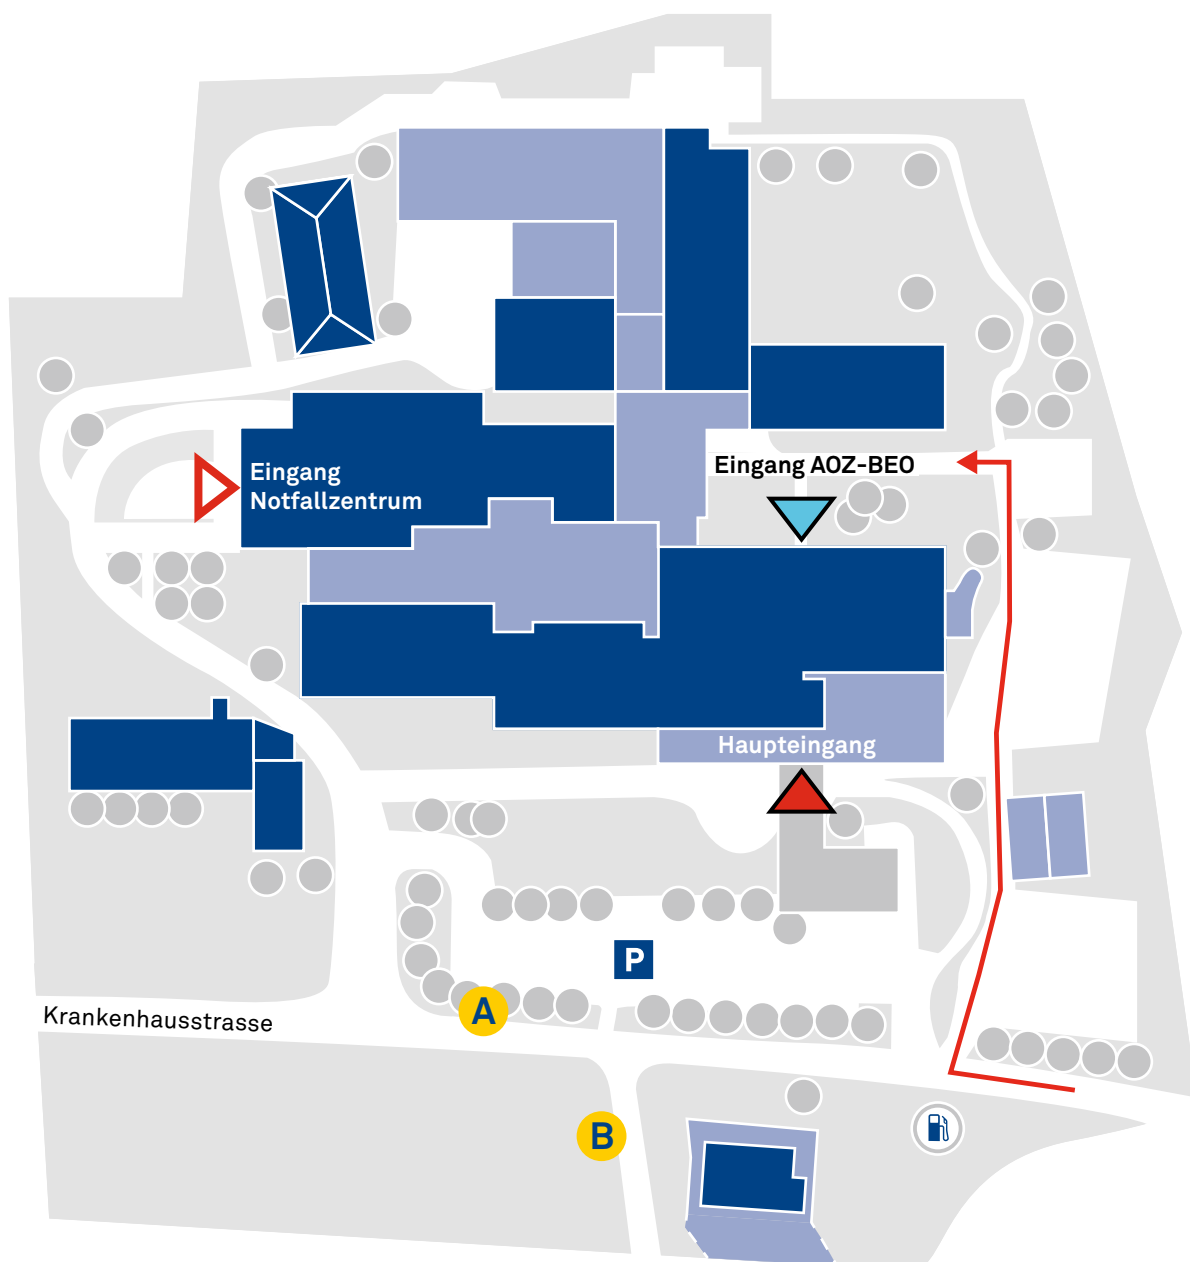 Eingang AOZ-BEO
Eingang
Notfallzentrum
Haupteingang
P
A
Krankenhausstrasse
B